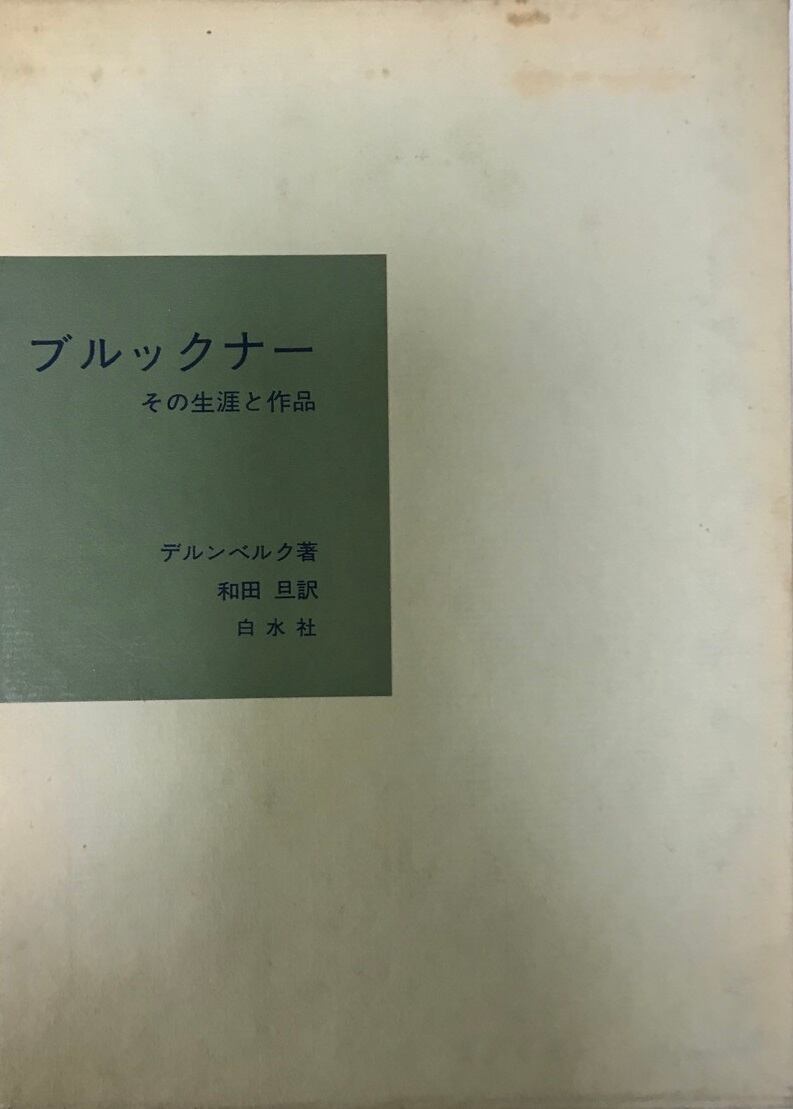 ブルックナー
その生涯と作品
デルンベルク著
和田 旦訳
白水社